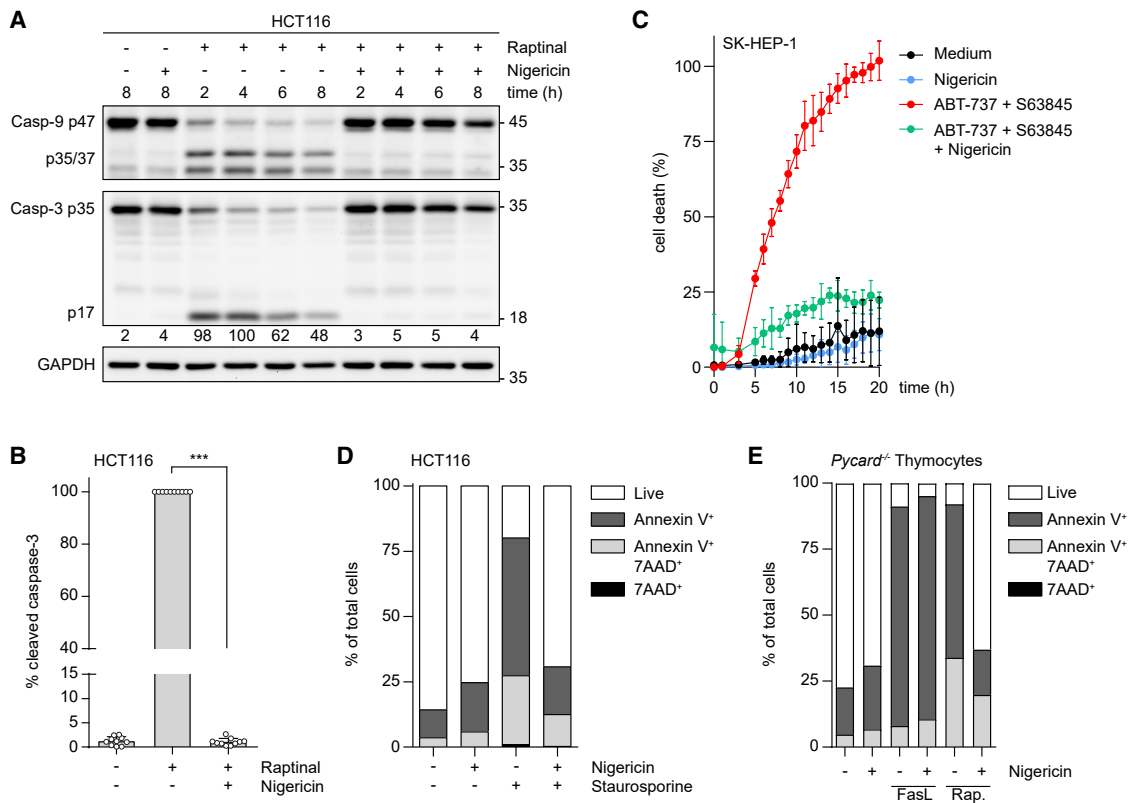 A
HCT116
- - + + + + + + + + Raptinal
- + - - - - + + + + Nigericin
8 8 2 4 6 8 2 4 6 8 time (h)
Casp-9 p47
45
p35/37
35
Casp-3 p35
35
p17
18
2 4 98 100 62 48 3 5 5 4
GAPDH
35
B
HCT116
***
% cleaved caspase-3
100
80
60
40
15
10
5
0
- + + Raptinal
- - + Nigericin
C
SK-HEP-1
Medium
Nigericin
ABT-737 + S63845
ABT-737 + S63845
+ Nigericin
cell death (%)
100
75
50
25
0
0 5 10 15 20 time (h)
D
HCT116
% of total cells
100
75
50
25
0
Live
Annexin V⁺
Annexin V⁺
7AAD⁺
7AAD⁺
- + - + Nigericin
- - + + Staurosporine
E
Pycard⁻/⁻ Thymocytes
% of total cells
100
75
50
25
0
Live
Annexin V⁺
Annexin V⁺
7AAD⁺
7AAD⁺
- + - + - + Nigericin
FasL Rap.